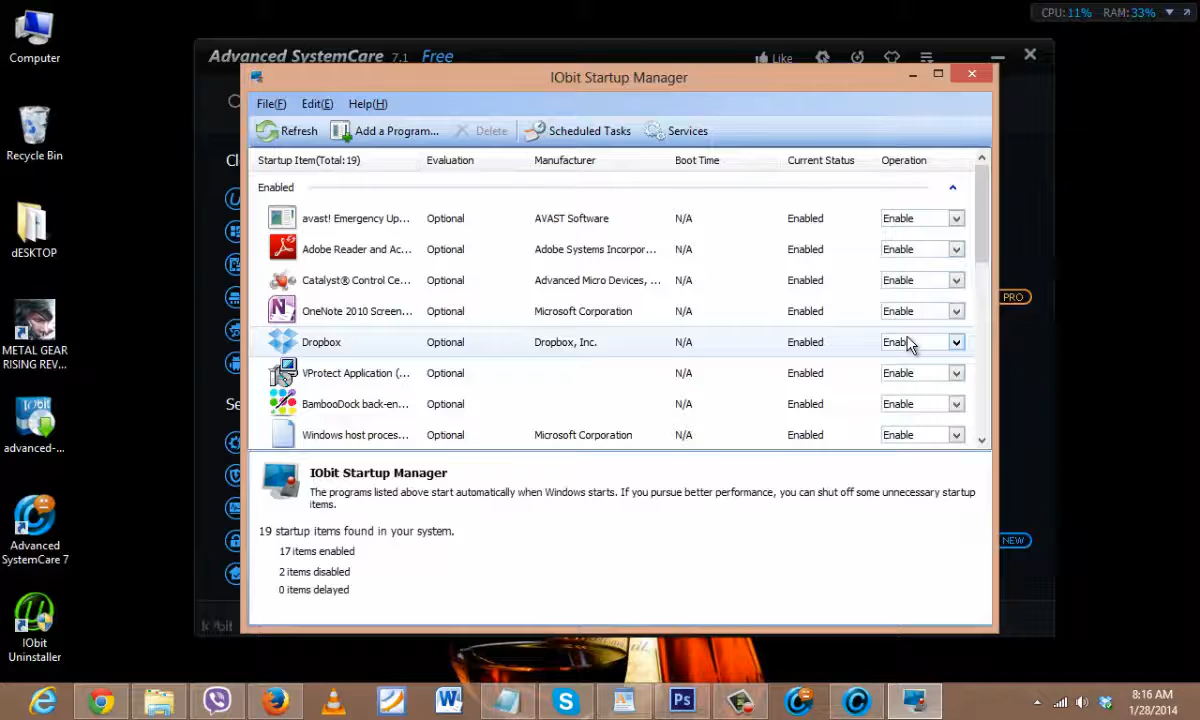 CPU: 11% RAM: 33%
Computer
Recycle Bin
dESKTOP
METAL GEAR
RISING REV...
IObit
advanced-...
Advanced
SystemCare 7
IObit
Uninstaller
Advanced SystemCare 7.1 Free
Like
IObit Startup Manager
File(F) Edit(E) Help(H)
Refresh Add a Program... Delete Scheduled Tasks Services
Startup Item(Total:19) Evaluation Manufacturer Boot Time Current Status Operation
Enabled
avast! Emergency Up... Optional AVAST Software N/A Enabled Enable
Adobe Reader and Ac... Optional Adobe Systems Incorpor... N/A Enabled Enable
Catalyst® Control Ce... Optional Advanced Micro Devices, ... N/A Enabled Enable
OneNote 2010 Screen... Optional Microsoft Corporation N/A Enabled Enable
Dropbox Optional Dropbox, Inc. N/A Enabled Enable
VProtect Application (... Optional N/A Enabled Enable
BambooDock back-en... Optional N/A Enabled Enable
Windows host proces... Optional Microsoft Corporation N/A Enabled Enable
IObit Startup Manager
The programs listed above start automatically when Windows starts. If you pursue better performance, you can shut off some unnecessary startup
items.
19 startup items found in your system.
17 items enabled
2 items disabled
0 items delayed
Cl
Se
PRO
NEW
IObit
W
Ps
8:16 AM
1/28/2014